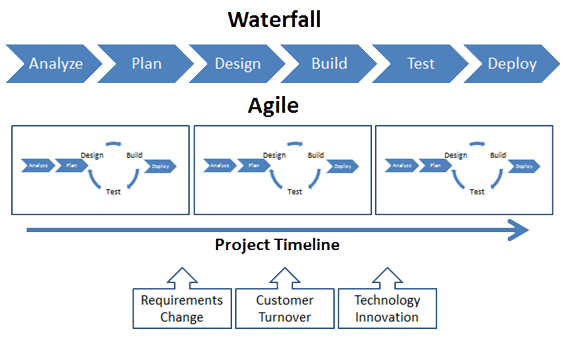 Waterfall
Analyze Plan Design Build Test Deploy
Agile
Design Build Design Build Design Build
Analyze Plan Deploy Analyze Plan Deploy Analyze Plan Deploy
Test Test Test
Project Timeline
Requirements Customer Technology
Change Turnover Innovation